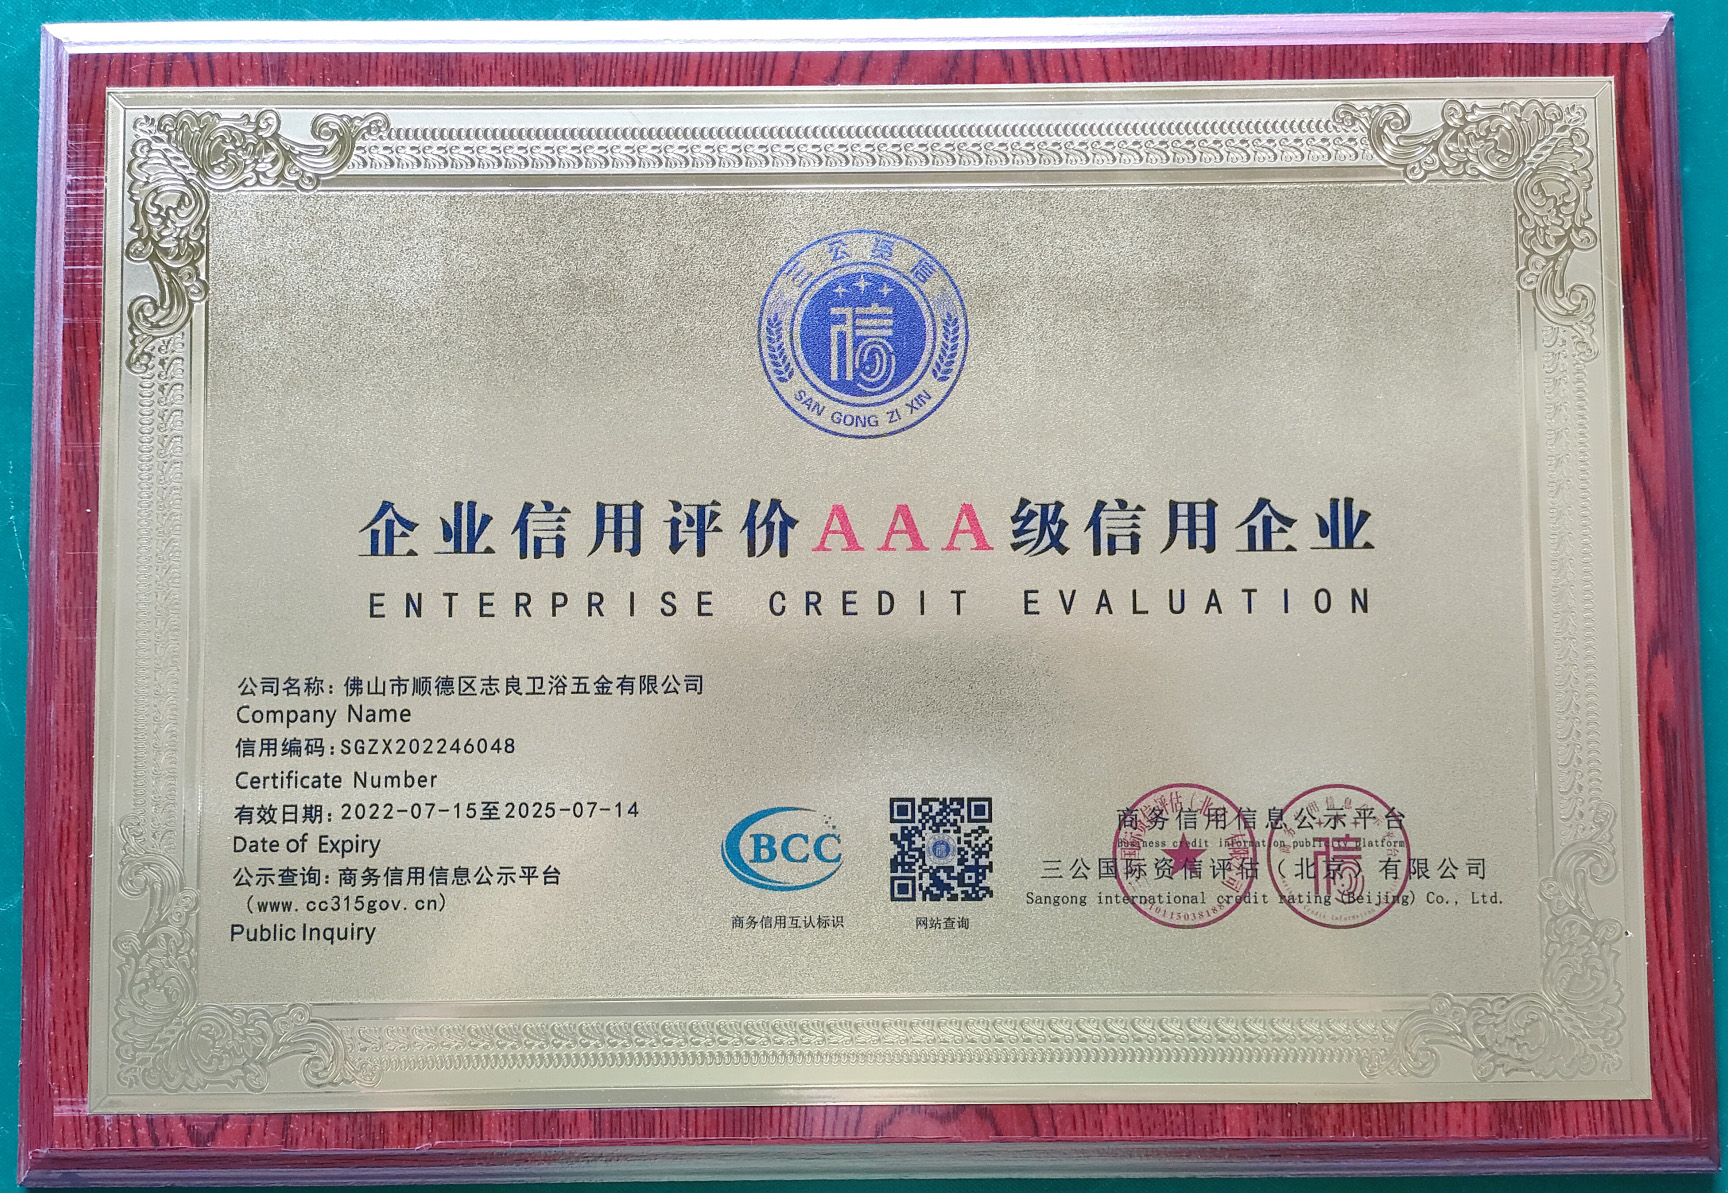 三公资信
SAN GONG ZI XIN
企业信用评价AAA级信用企业
ENTERPRISE CREDIT EVALUATION
公司名称：佛山市顺德区志良卫浴五金有限公司
Company Name
信用编码：SGZX202246048
Certificate Number
有效日期：2022-07-15至2025-07-14
Date of Expiry
公示查询：商务信用信息公示平台
（www.cc315gov.cn）
Public Inquiry
BCC
商务信用互认标识
网站查询
商务信用信息公示平台
Business credit information publicity Platform
三公国际资信评估（北京）有限公司
Sangong international credit rating (Beijing) Co., Ltd.